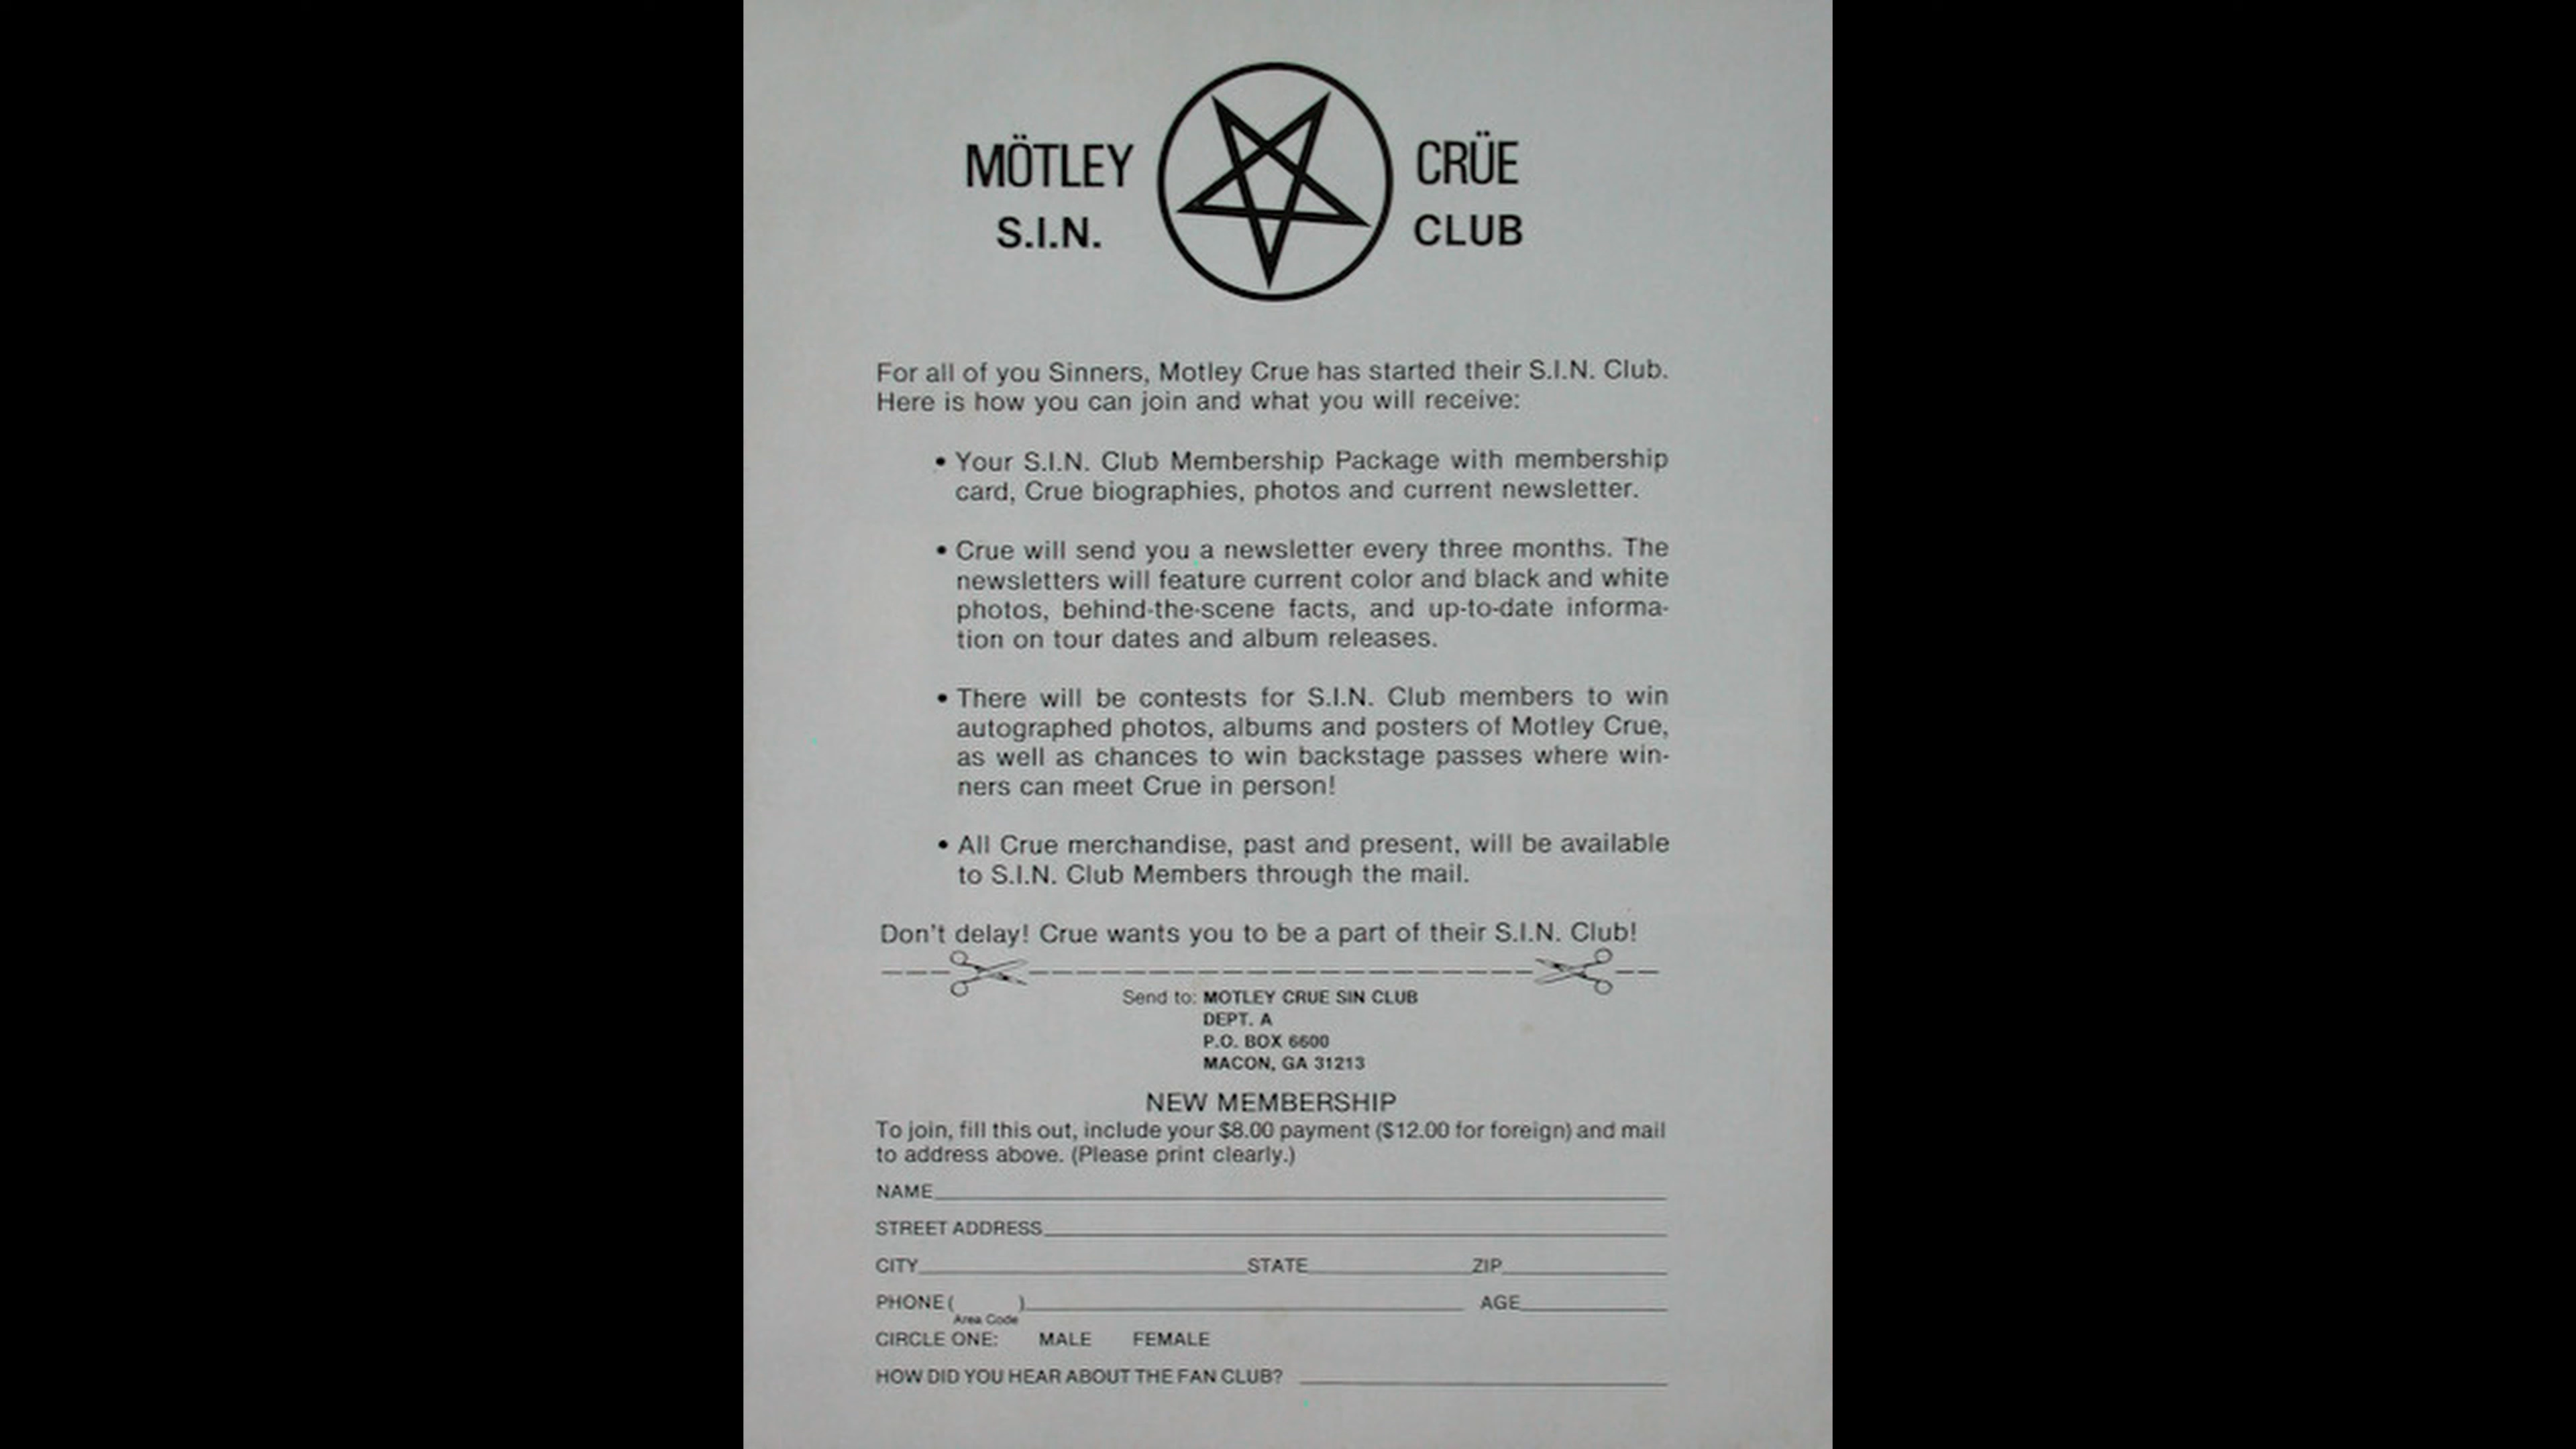 MÖTLEY CRÜE
S.I.N. CLUB
For all of you Sinners, Motley Crue has started their S.I.N. Club.
Here is how you can join and what you will receive:
• Your S.I.N. Club Membership Package with membership
card, Crue biographies, photos and current newsletter.
• Crue will send you a newsletter every three months. The
newsletters will feature current color and black and white
photos, behind-the-scene facts, and up-to-date informa-
tion on tour dates and album releases.
• There will be contests for S.I.N. Club members to win
autographed photos, albums and posters of Motley Crue,
as well as chances to win backstage passes where win-
ners can meet Crue in person!
• All Crue merchandise, past and present, will be available
to S.I.N. Club Members through the mail.
Don't delay! Crue wants you to be a part of their S.I.N. Club!
Send to: MOTLEY CRUE SIN CLUB
DEPT. A
P.O. BOX 6600
MACON, GA 31213
NEW MEMBERSHIP
To join, fill this out, include your $8.00 payment ($12.00 for foreign) and mail
to address above. (Please print clearly.)
NAME
STREET ADDRESS
CITY STATE ZIP
PHONE ( ) AGE
Area Code
CIRCLE ONE: MALE FEMALE
HOW DID YOU HEAR ABOUT THE FAN CLUB?